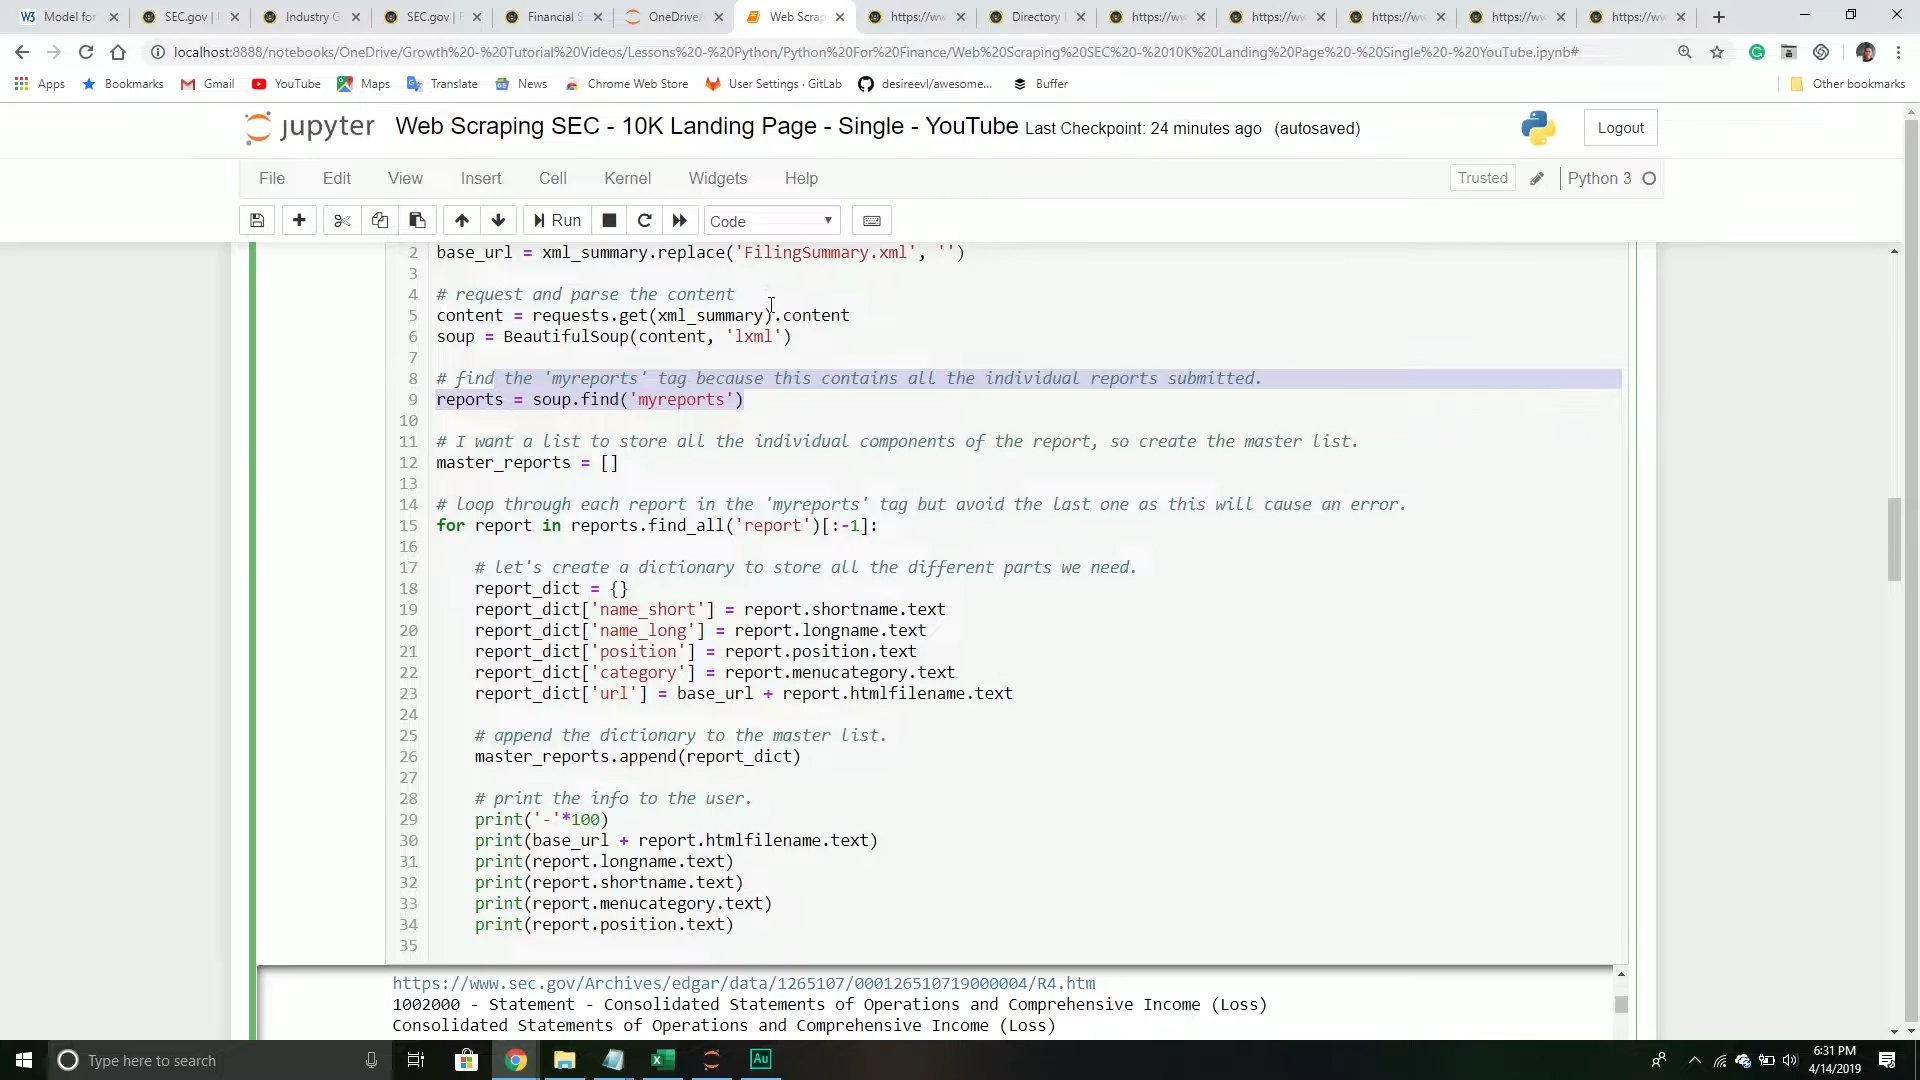 Model for
SEC.gov | F
Industry G
SEC.gov | F
Financial S
OneDrive/
Web Scrap
https://ww
Directory
https://ww
https://ww
https://ww
https://ww
https://ww
localhost:8888/notebooks/OneDrive/Growth%20-%20Tutorial%20Videos/Lessons%20-%20Python/Python%20For%20Finance/Web%20Scraping%20SEC%20-%2010K%20Landing%20Page%20-%20Single%20-%20YouTube.ipynb#
Apps Bookmarks Gmail YouTube Maps Translate News Chrome Web Store User Settings · GitLab desireevl/awesome... Buffer Other bookmarks
jupyter Web Scraping SEC - 10K Landing Page - Single - YouTube Last Checkpoint: 24 minutes ago (autosaved) Logout
File Edit View Insert Cell Kernel Widgets Help Trusted Python 3
Run Code
2 base_url = xml_summary.replace('FilingSummary.xml', '')
3
4 # request and parse the content
5 content = requests.get(xml_summary).content
6 soup = BeautifulSoup(content, 'lxml')
7
8 # find the 'myreports' tag because this contains all the individual reports submitted.
9 reports = soup.find('myreports')
10
11 # I want a list to store all the individual components of the report, so create the master list.
12 master_reports = []
13
14 # loop through each report in the 'myreports' tag but avoid the last one as this will cause an error.
15 for report in reports.find_all('report')[:-1]:
16
17 # let's create a dictionary to store all the different parts we need.
18 report_dict = {}
19 report_dict['name_short'] = report.shortname.text
20 report_dict['name_long'] = report.longname.text
21 report_dict['position'] = report.position.text
22 report_dict['category'] = report.menucategory.text
23 report_dict['url'] = base_url + report.htmlfilename.text
24
25 # append the dictionary to the master list.
26 master_reports.append(report_dict)
27
28 # print the info to the user.
29 print('-'*100)
30 print(base_url + report.htmlfilename.text)
31 print(report.longname.text)
32 print(report.shortname.text)
33 print(report.menucategory.text)
34 print(report.position.text)
35
https://www.sec.gov/Archives/edgar/data/1265107/000126510719000004/R4.htm
1002000 - Statement - Consolidated Statements of Operations and Comprehensive Income (Loss)
Consolidated Statements of Operations and Comprehensive Income (Loss)
Type here to search
Au
6:31 PM
4/14/2019